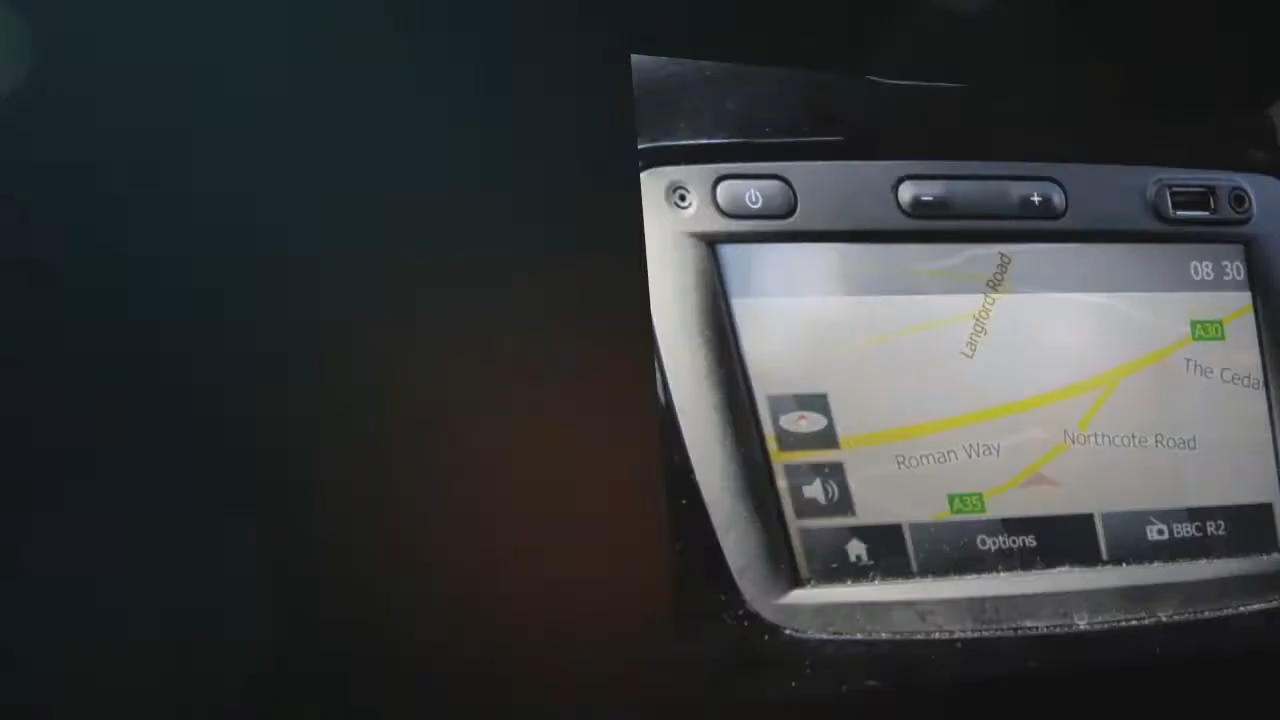 08 30
Langford Road
A30
The Ceda
Northcote Road
Roman Way
A35
Options
BBC R2